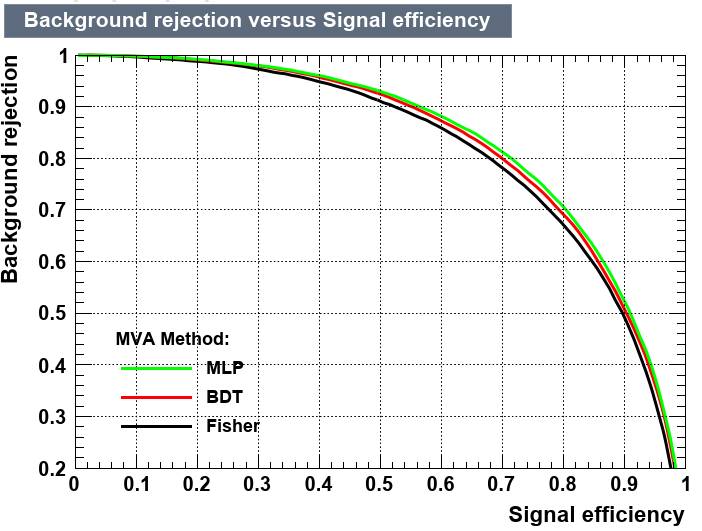 Background rejection versus Signal efficiency
Background rejection
1
0.9
0.8
0.7
0.6
0.5
0.4
0.3
0.2
MVA Method:
MLP
BDT
Fisher
0 0.1 0.2 0.3 0.4 0.5 0.6 0.7 0.8 0.9 1
Signal efficiency